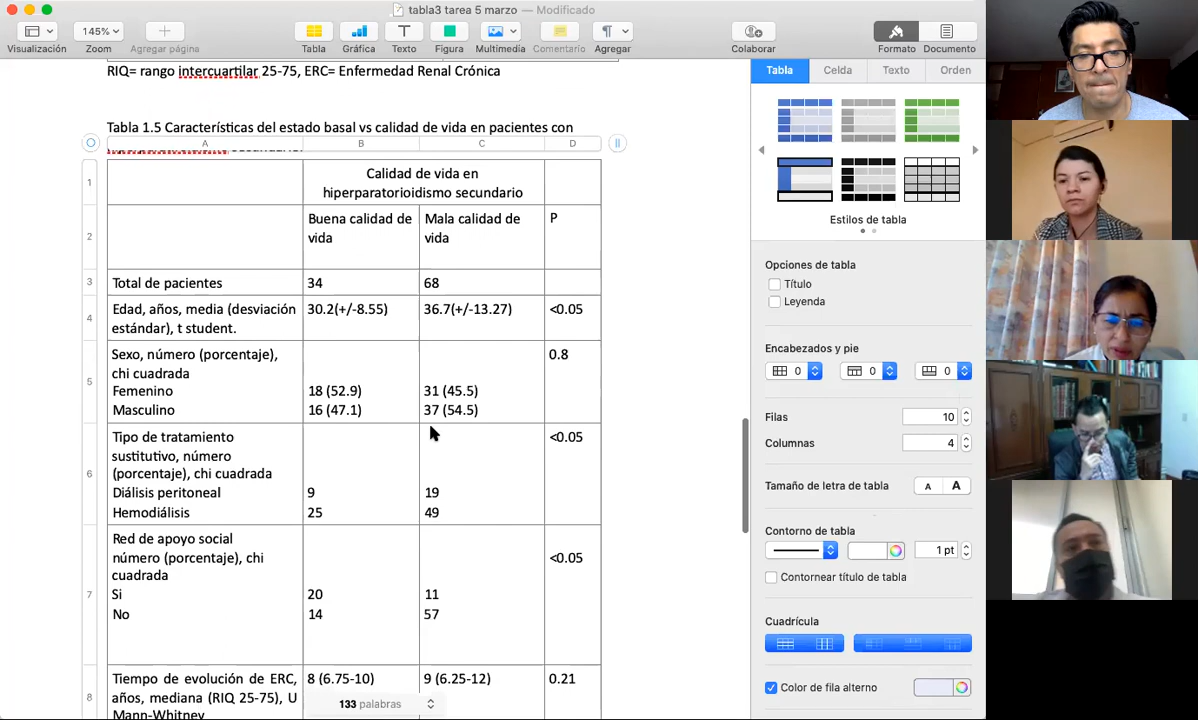 tabla3 tarea 5 marzo — Modificado
145%
Visualización Zoom Agregar página Tabla Gráfica Texto Figura Multimedia Comentario Agregar Colaborar Formato Documento
RIQ= rango intercuartilar 25-75, ERC= Enfermedad Renal Crónica
Tabla 1.5 Características del estado basal vs calidad de vida en pacientes con
A B C D
1 Calidad de vida en
hiperparatorioidismo secundario
2 Buena calidad de vida Mala calidad de vida P
3 Total de pacientes 34 68
4 Edad, años, media (desviación 30.2(+/-8.55) 36.7(+/-13.27) <0.05
estándar), t student.
5 Sexo, número (porcentaje), 0.8
chi cuadrada
Femenino 18 (52.9) 31 (45.5)
Masculino 16 (47.1) 37 (54.5)
6 Tipo de tratamiento <0.05
sustitutivo, número
(porcentaje), chi cuadrada
Diálisis peritoneal 9 19
Hemodiálisis 25 49
7 Red de apoyo social
número (porcentaje), chi <0.05
cuadrada
Si 20 11
No 14 57
8 Tiempo de evolución de ERC, 8 (6.75-10) 9 (6.25-12) 0.21
años, mediana (RIQ 25-75), U
Mann-Whitney
133 palabras
Tabla Celda Texto Orden
Estilos de tabla
Opciones de tabla
Título
Leyenda
Encabezados y pie
0 0 0
Filas 10
Columnas 4
Tamaño de letra de tabla A A
Contorno de tabla
1 pt
Contornear título de tabla
Cuadrícula
Color de fila alterno